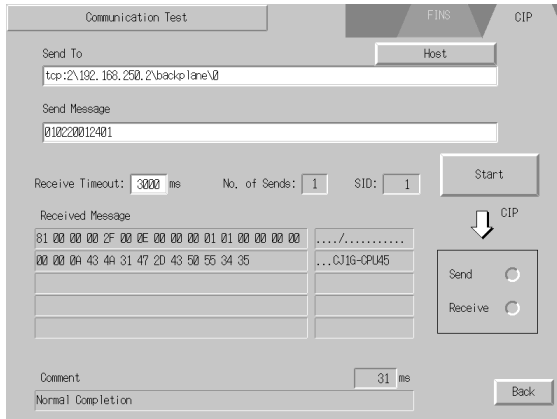 Communication Test
FINS
CIP
Send To
Host
tcp:2\192.168.250.2\backplane\0
Send Message
010220012401
Receive Timeout: 3000 ms No. of Sends: 1 SID: 1
Start
Received Message
CIP
81 00 00 00 2F 00 0E 00 00 00 01 01 00 00 00 00 ..../...........
00 00 0A 43 4A 31 47 2D 43 50 55 34 35 ...CJ1G-CPU45
Send
Receive
Comment
31 ms
Normal Completion
Back